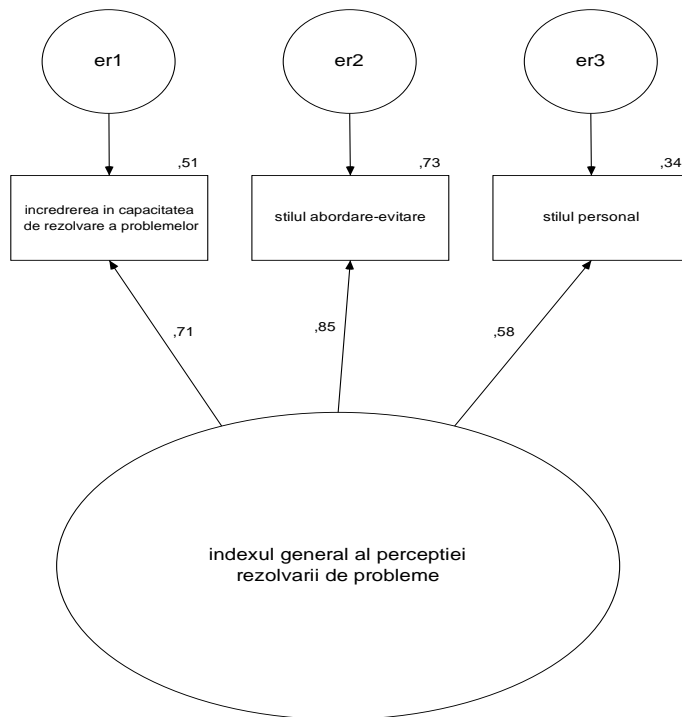 er1
er2
er3
,51
,73
,34
incredrerea in capacitatea
de rezolvare a problemelor
stilul abordare-evitare
stilul personal
,71
,85
,58
indexul general al perceptiei
rezolvarii de probleme